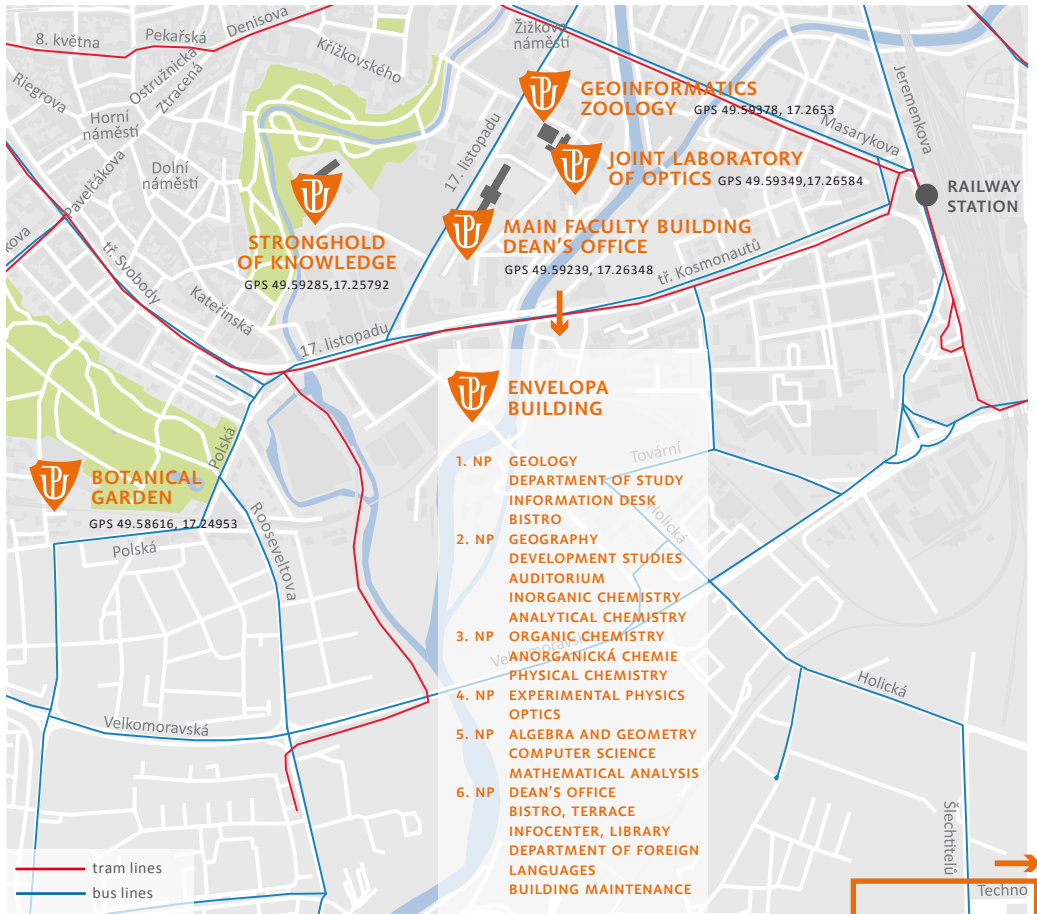 8. května
Pekařská
Denisova
Křížkovského
Žižkovo
náměstí
Riegrova
Ostružnická
Ztracená
Horní
náměstí
Pavelčákova
Dolní
náměstí
17. listopadu
GEOINFORMATICS
ZOOLOGY GPS 49.59378, 17.2653
Masarykova
Jeremenkova
JOINT LABORATORY
OF OPTICS GPS 49.59349,17.26584
RAILWAY
STATION
STRONGHOLD
OF KNOWLEDGE
GPS 49.59285,17.25792
MAIN FACULTY BUILDING
DEAN'S OFFICE
GPS 49.59239, 17.26348
tř. Kosmonautů
kova
tř. Svobody
Kateřinská
17. listopadu
ENVELOPA
BUILDING
1. NP GEOLOGY
DEPARTMENT OF STUDY
INFORMATION DESK
BISTRO
2. NP GEOGRAPHY
DEVELOPMENT STUDIES
AUDITORIUM
INORGANIC CHEMISTRY
ANALYTICAL CHEMISTRY
3. NP ORGANIC CHEMISTRY
ANORGANICKÁ CHEMIE
PHYSICAL CHEMISTRY
4. NP EXPERIMENTAL PHYSICS
OPTICS
5. NP ALGEBRA AND GEOMETRY
COMPUTER SCIENCE
MATHEMATICAL ANALYSIS
6. NP DEAN'S OFFICE
BISTRO, TERRACE
INFOCENTER, LIBRARY
DEPARTMENT OF FOREIGN
LANGUAGES
BUILDING MAINTENANCE
Tovární
Holická
Velkomoravská
Polská
BOTANICAL
GARDEN
GPS 49.58616, 17.24953
Polská
Rooseveltova
Velkomoravská
Holická
Šlechtitelů
Techno
tram lines
bus lines